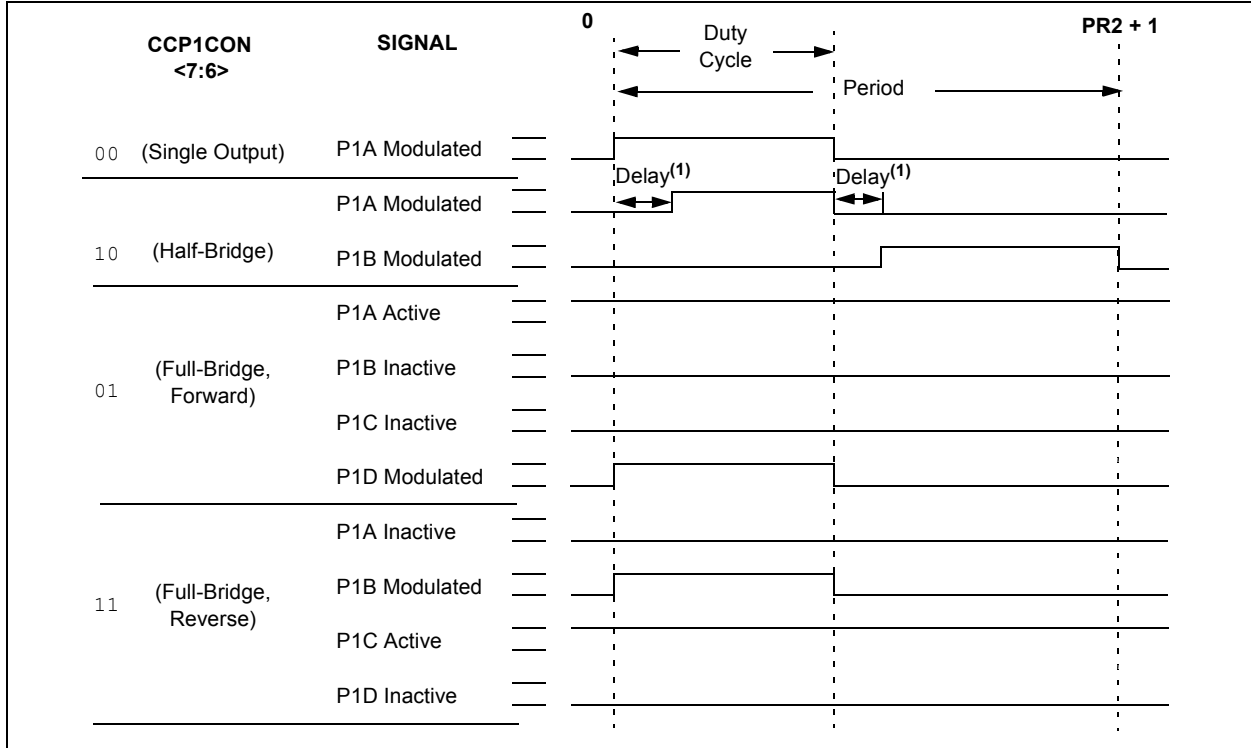 CCP1CON
<7:6>
SIGNAL
0
Duty
Cycle
PR2 + 1
Period
00 (Single Output) P1A Modulated
Delay(1) Delay(1)
P1A Modulated
10 (Half-Bridge) P1B Modulated
P1A Active
01 (Full-Bridge,
Forward)
P1B Inactive
P1C Inactive
P1D Modulated
P1A Inactive
11 (Full-Bridge,
Reverse)
P1B Modulated
P1C Active
P1D Inactive